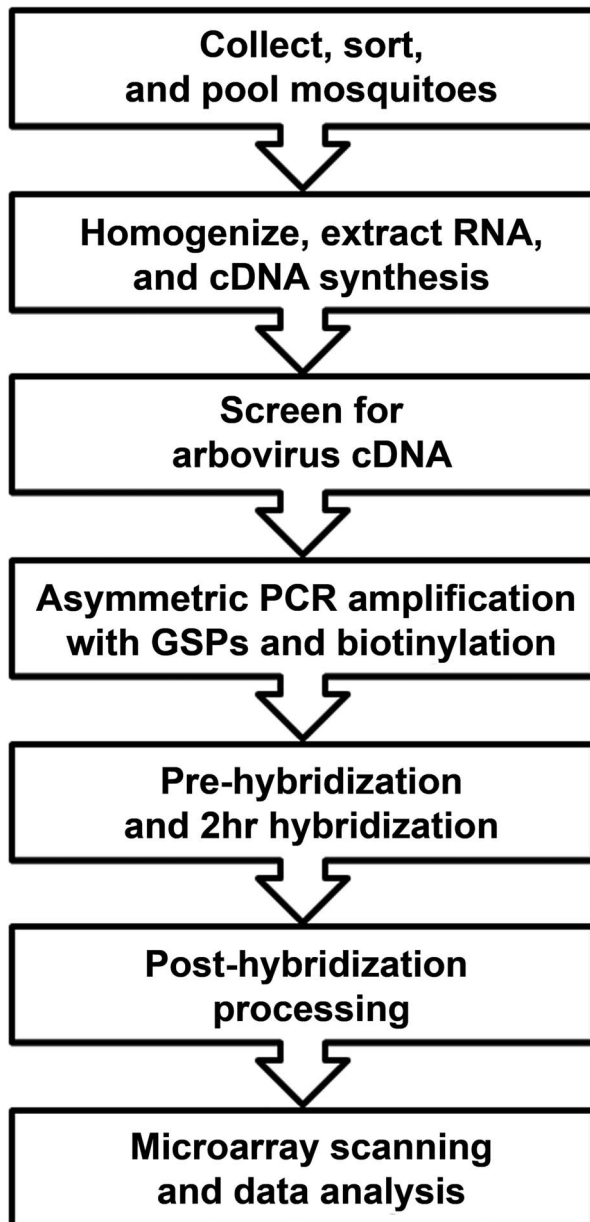 Collect, sort,
and pool mosquitoes
Homogenize, extract RNA,
and cDNA synthesis
Screen for
arbovirus cDNA
Asymmetric PCR amplification
with GSPs and biotinylation
Pre-hybridization
and 2hr hybridization
Post-hybridization
processing
Microarray scanning
and data analysis